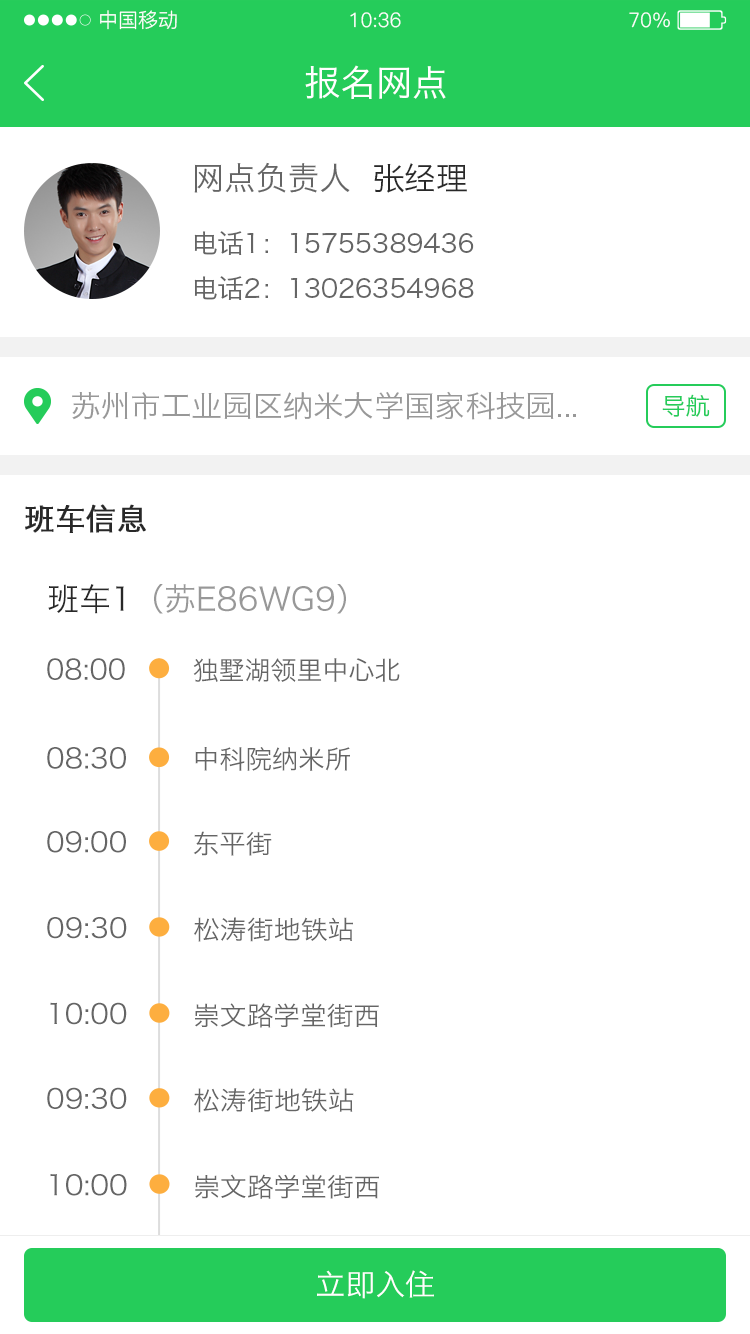 中国移动 10:36 70%
报名网点
网点负责人 张经理
电话1：15755389436
电话2：13026354968
苏州市工业园区纳米大学国家科技园... 导航
班车信息
班车1（苏E86WG9）
08:00 独墅湖领里中心北
08:30 中科院纳米所
09:00 东平街
09:30 松涛街地铁站
10:00 崇文路学堂街西
09:30 松涛街地铁站
10:00 崇文路学堂街西
立即入住